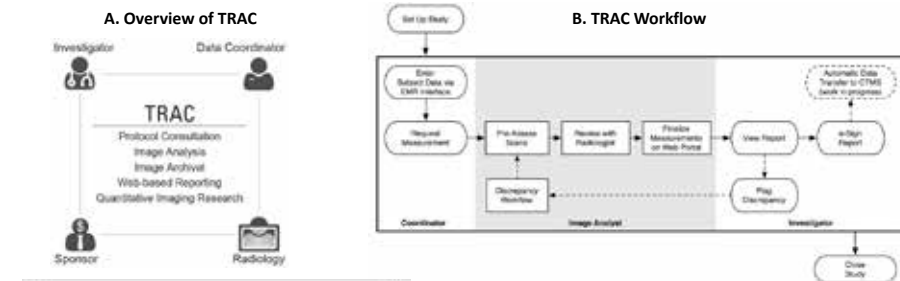 A. Overview of TRAC
Investigator
Data Coordinator
TRAC
Protocol Consultation
Image Analysis
Image Archival
Web-based Reporting
Quantitative Imaging Research
Sponsor
Radiology
B. TRAC Workflow
Set Up Study
Enter
Subject Data via
EMR Interface
Request
Measurement
Pre-Assess
Scans
Review with
Radiologist
Finalize
Measurements
on Web Portal
View Report
e-Sign
Report
Automatic Data
Transfer to CTMS
(work in progress)
Discrepancy
Workflow
Flag
Discrepancy
Coordinator
Image Analyst
Investigator
Close
Study